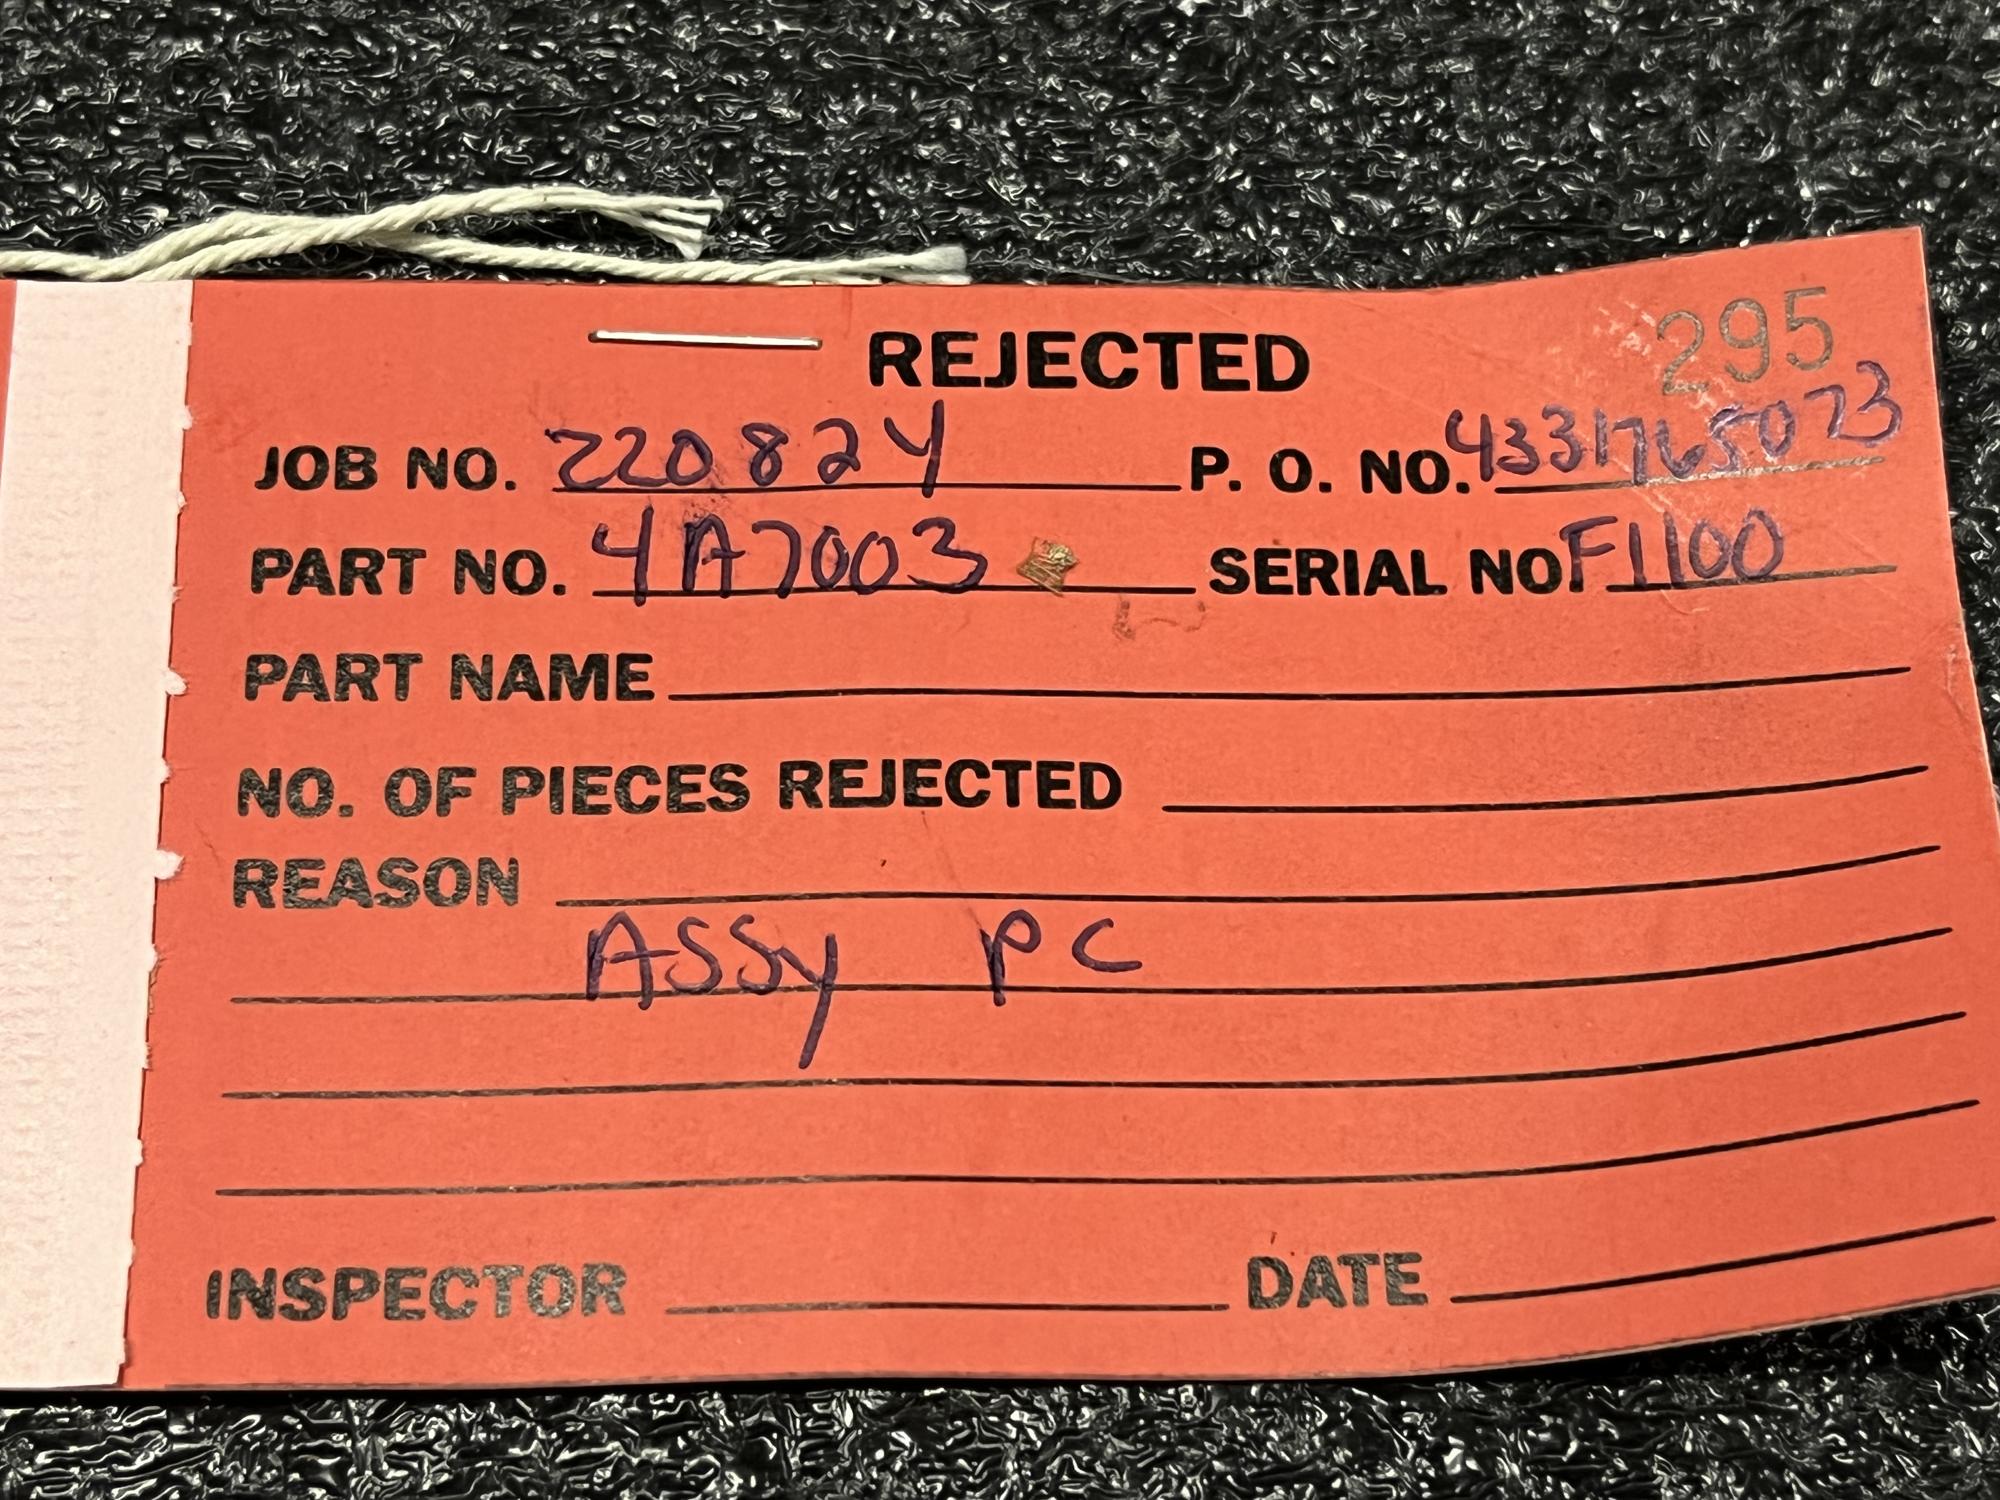 REJECTED 295
JOB NO. 220824 P. O. NO. 4331765073
PART NO. 4A7003 SERIAL NO F1100
PART NAME
NO. OF PIECES REJECTED
REASON
ASSy PC
INSPECTOR DATE